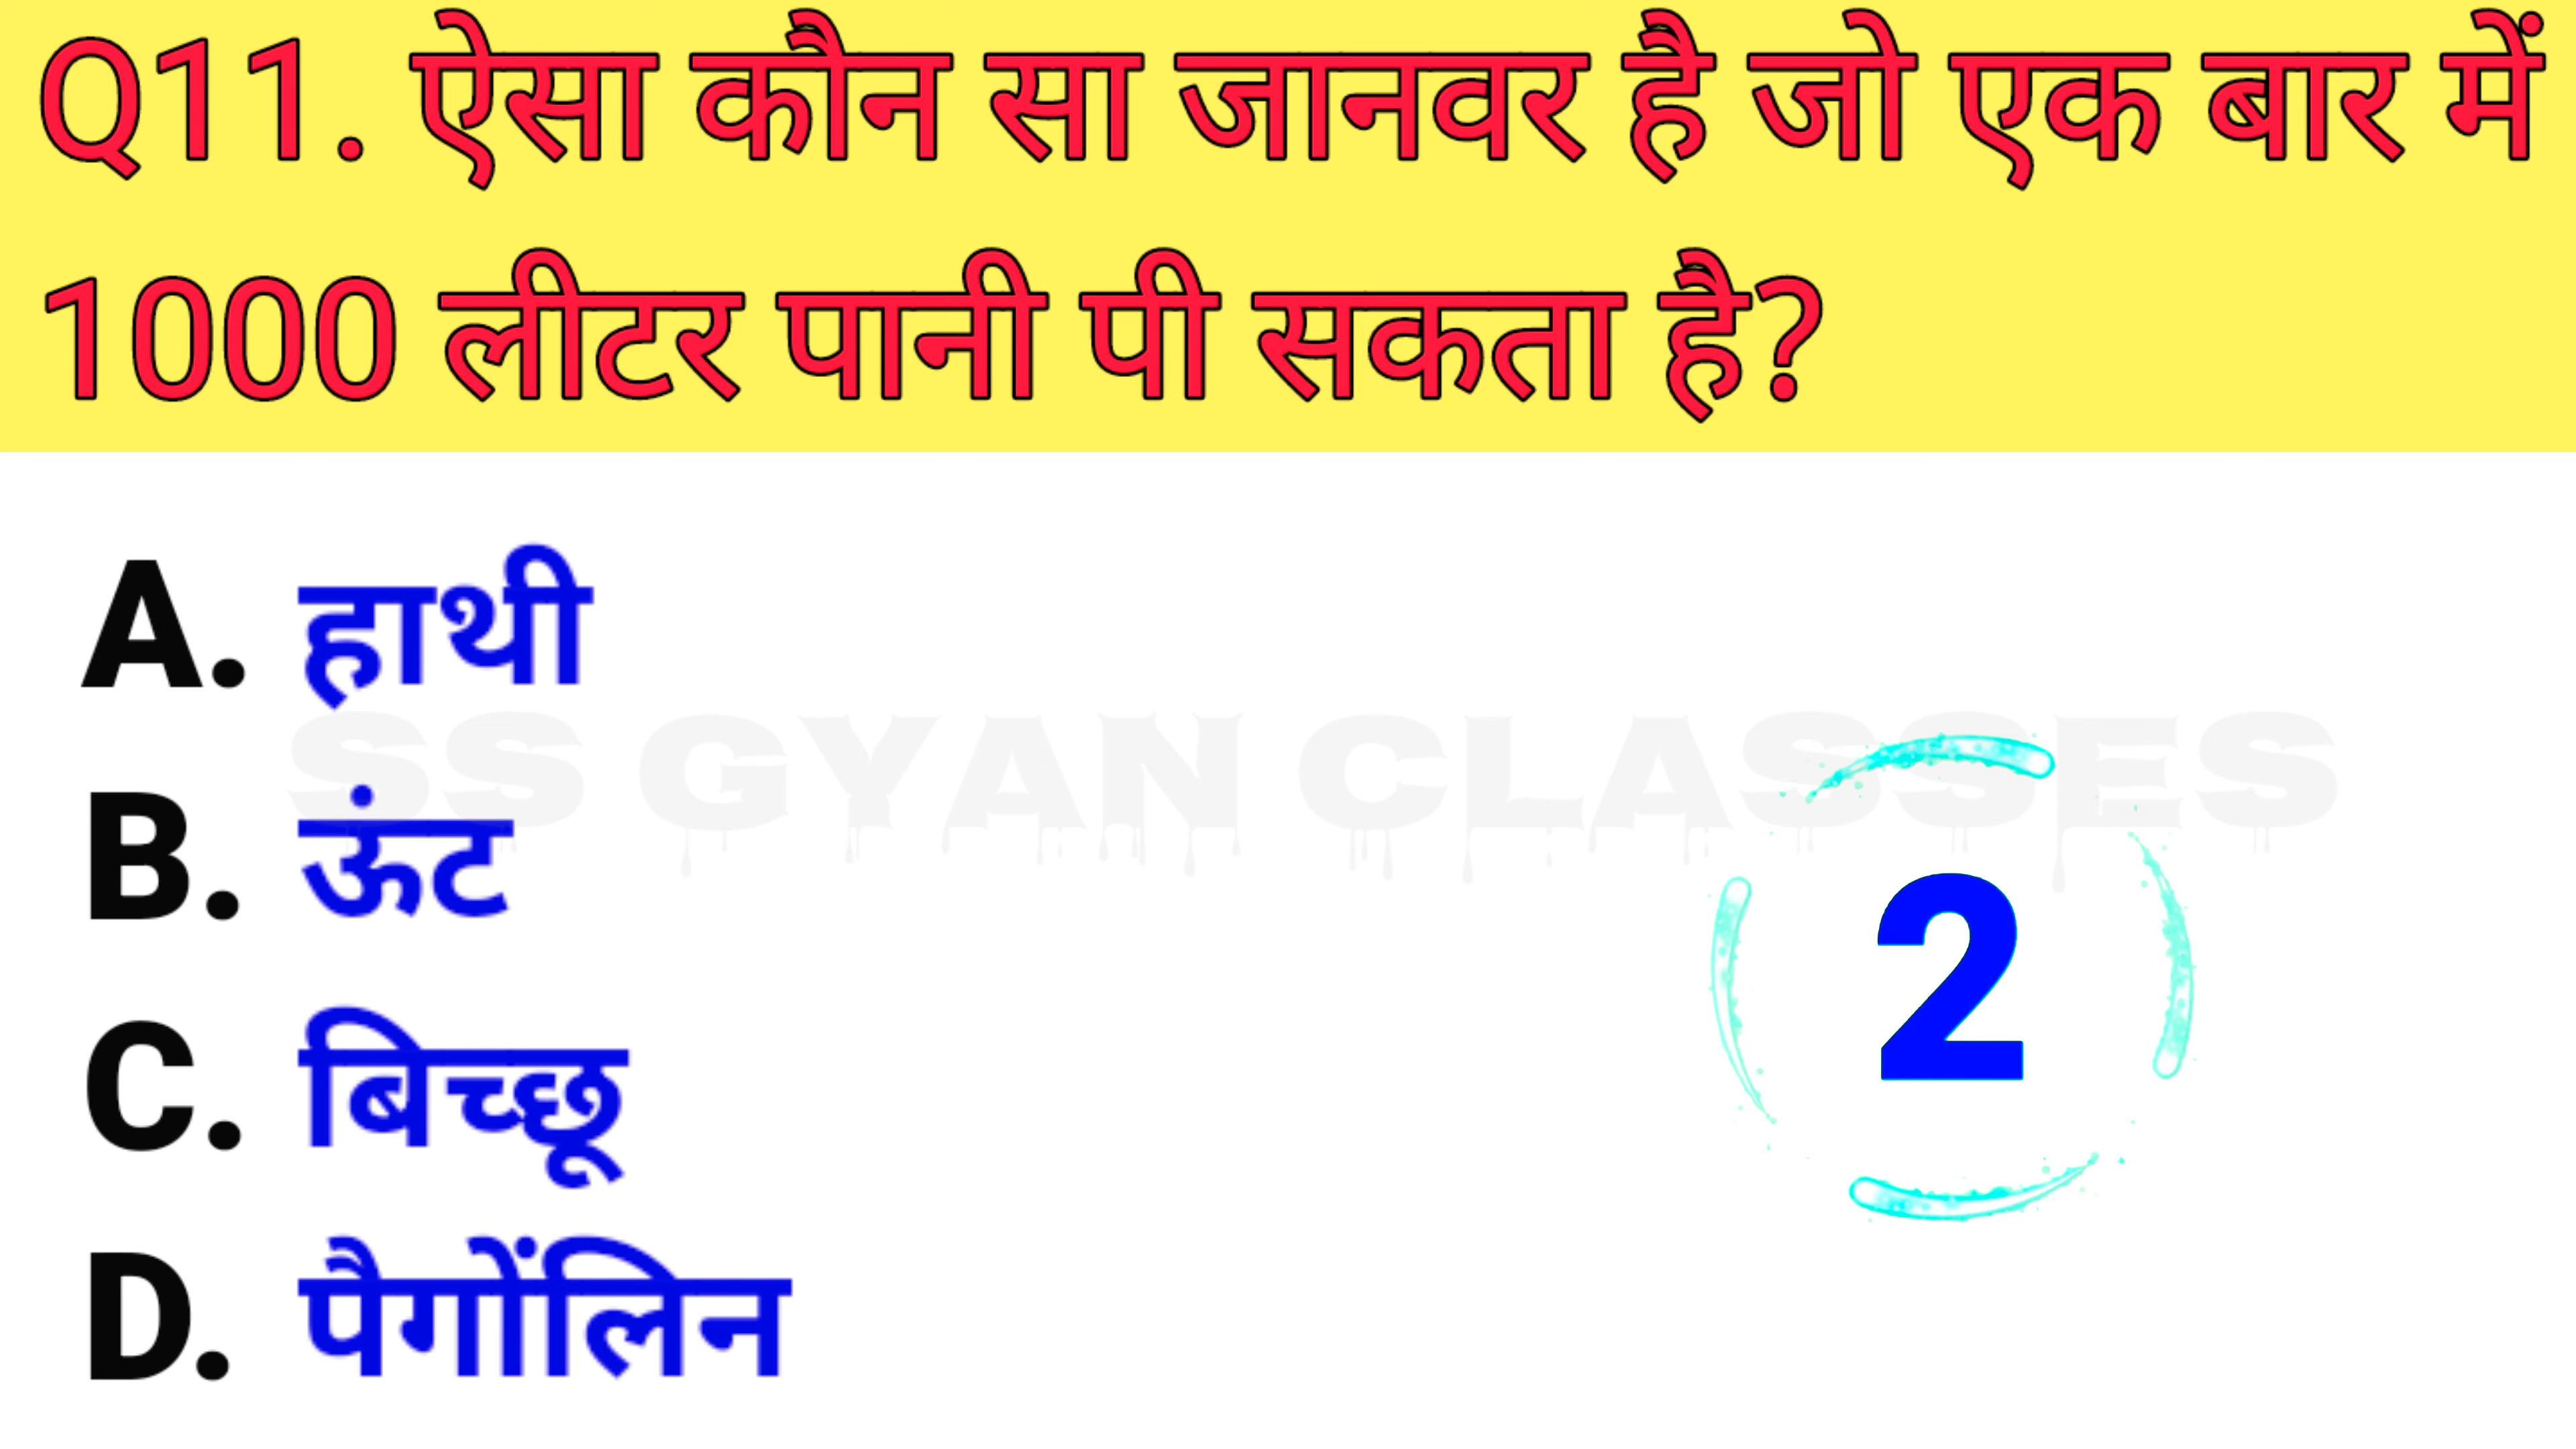 Q11. ऐसा कौन सा जानवर है जो एक बार में
1000 लीटर पानी पी सकता है?
A. हाथी
SS GYAN CLASSES
B. ऊंट
2
C. बिच्छू
D. पैगोंलिन